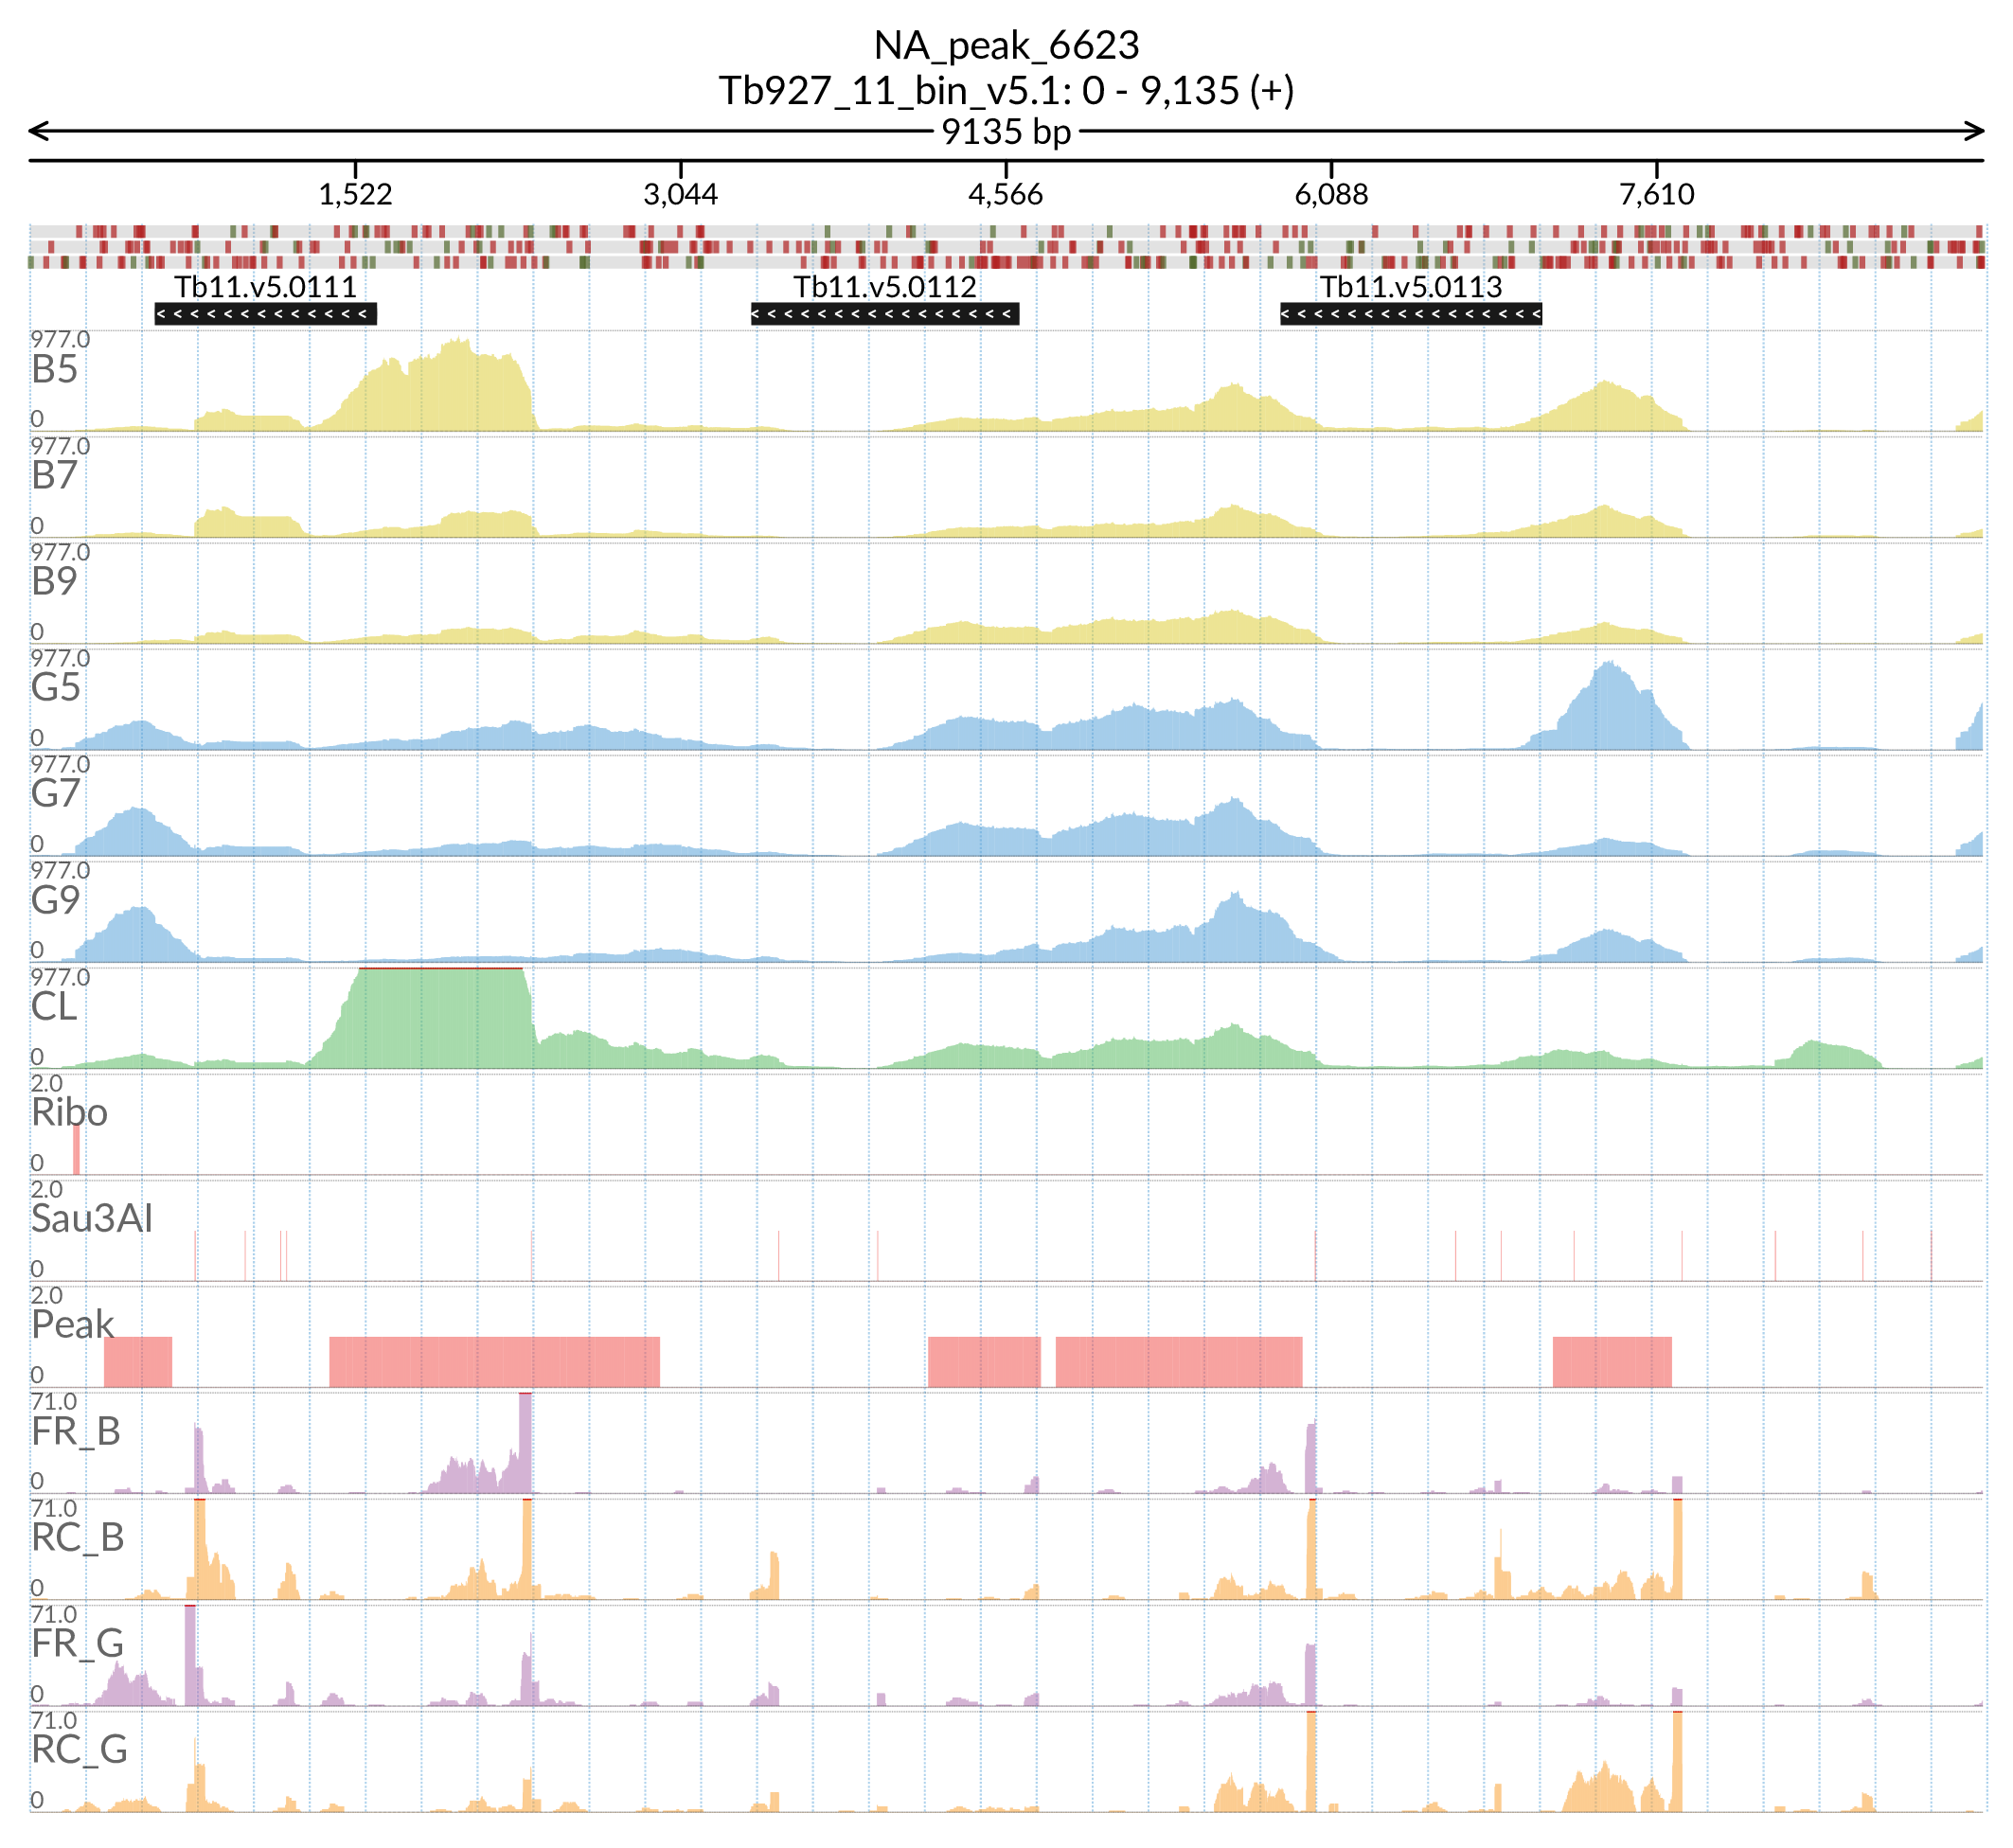 NA_peak_6623
Tb927_11_bin_v5.1: 0 - 9,135 (+)
9135 bp
1,522 3,044 4,566 6,088 7,610
Tb11.v5.0111 Tb11.v5.0112 Tb11.v5.0113
977.0
B5
0
977.0
B7
0
977.0
B9
0
977.0
G5
0
977.0
G7
0
977.0
G9
0
977.0
CL
0
2.0
Ribo
0
2.0
Sau3AI
0
2.0
Peak
0
71.0
FR_B
0
71.0
RC_B
0
71.0
FR_G
0
71.0
RC_G
0